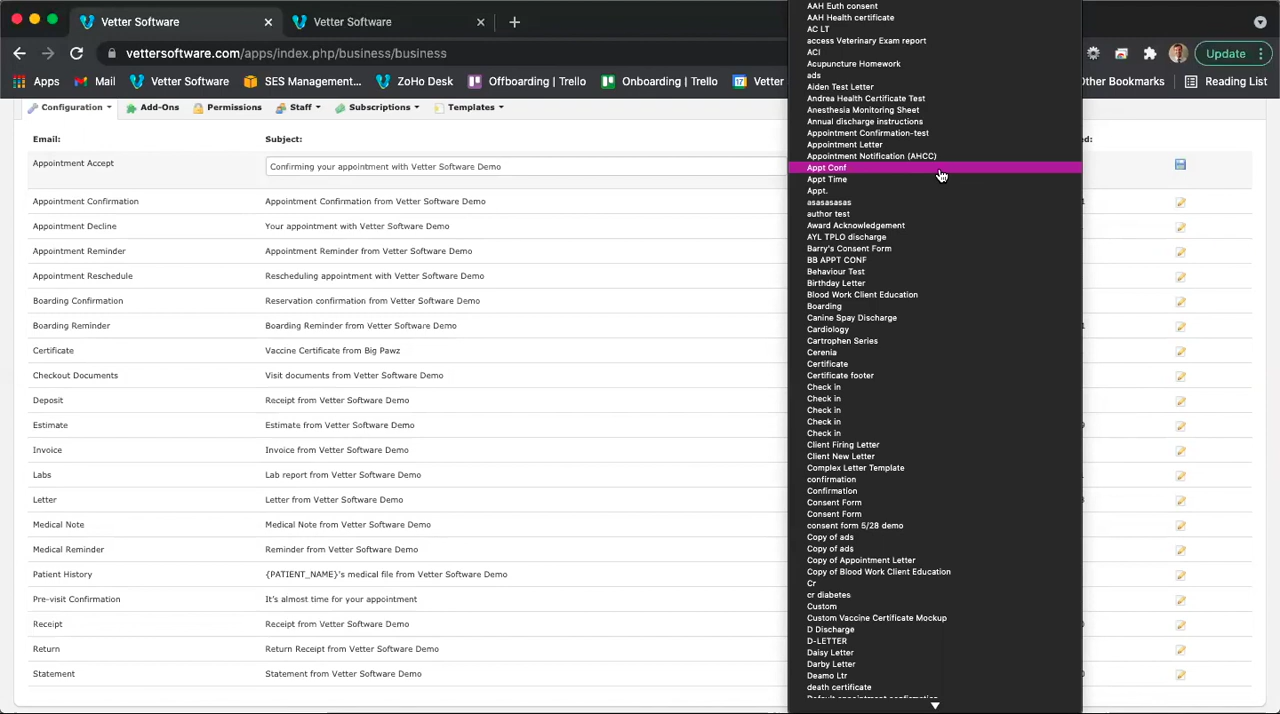 Vetter Software
Vetter Software
vettersoftware.com/apps/index.php/business/business
Update
Apps
Mail
Vetter Software
SES Management...
ZoHo Desk
Offboarding | Trello
Onboarding | Trello
Vetter
Other Bookmarks
Reading List
Configuration
Add-Ons
Permissions
Staff
Subscriptions
Templates
Email:
Subject:
ed:
Appointment Accept
Confirming your appointment with Vetter Software Demo
Appointment Confirmation
Appointment Confirmation from Vetter Software Demo
Appointment Decline
Your appointment with Vetter Software Demo
Appointment Reminder
Appointment Reminder from Vetter Software Demo
Appointment Reschedule
Rescheduling appointment with Vetter Software Demo
Boarding Confirmation
Reservation confirmation from Vetter Software Demo
Boarding Reminder
Boarding Reminder from Vetter Software Demo
Certificate
Vaccine Certificate from Big Pawz
Checkout Docume
Visit documents from Vetter Software Demo
Deposit
Receipt from Vetter Software Demo
Estimate
Estimate from Vetter Software Demo
Invoice
Invoice from Vetter Software Demo
Labs
Lab report from Vetter Software Demo
Letter
Letter from Vetter Software Demo
Medical Note
Medical Note from Vetter Software Demo
Medical Reminder
Reminder from Vetter Software Demo
Patient History
{PATIENT_NAME}'s medical file from Vetter Software Demo
Pre-visit Confirmation
It's almost time for your appointment
Receipt
Receipt from Vetter Software Demo
Return
Return Receipt from Vetter Software Demo
Statement
Statement from Vetter Software Demo
AAH Euth consent
AAH Health certificate
AC LT
access Veterinary Exam report
ACI
Acupuncture Homework
ads
Aiden Test Letter
Andrea Health Certificate Test
Anesthesia Monitoring Sheet
Annual discharge instructions
Appointment Confirmation-test
Appointment Letter
Appointment Notification (AHCC)
Appt Conf
Appt Time
Appt.
asasasasas
author test
Award Acknowledgement
AYL TPLO discharge
Barry's Consent Form
BB APPT CONF
Behaviour Test
Birthday Letter
Blood Work Client Education
Boarding
Canine Spay Discharge
Cardiology
Cartrophen Series
Cerenia
Certificate
Certificate footer
Check in
Check in
Check in
Check in
Check in
Client Firing Letter
Client New Letter
Complex Letter Template
confirmation
Confirmation
Consent Form
Consent Form
consent form 5/28 demo
Copy of ads
Copy of ads
Copy of Appointment Letter
Copy of Blood Work Client Education
Cr
cr diabetes
Custom
Custom Vaccine Certificate Mockup
D Discharge
D-LETTER
Daisy Letter
Darby Letter
Deamo Ltr
death certificate
Default appointment confirmation